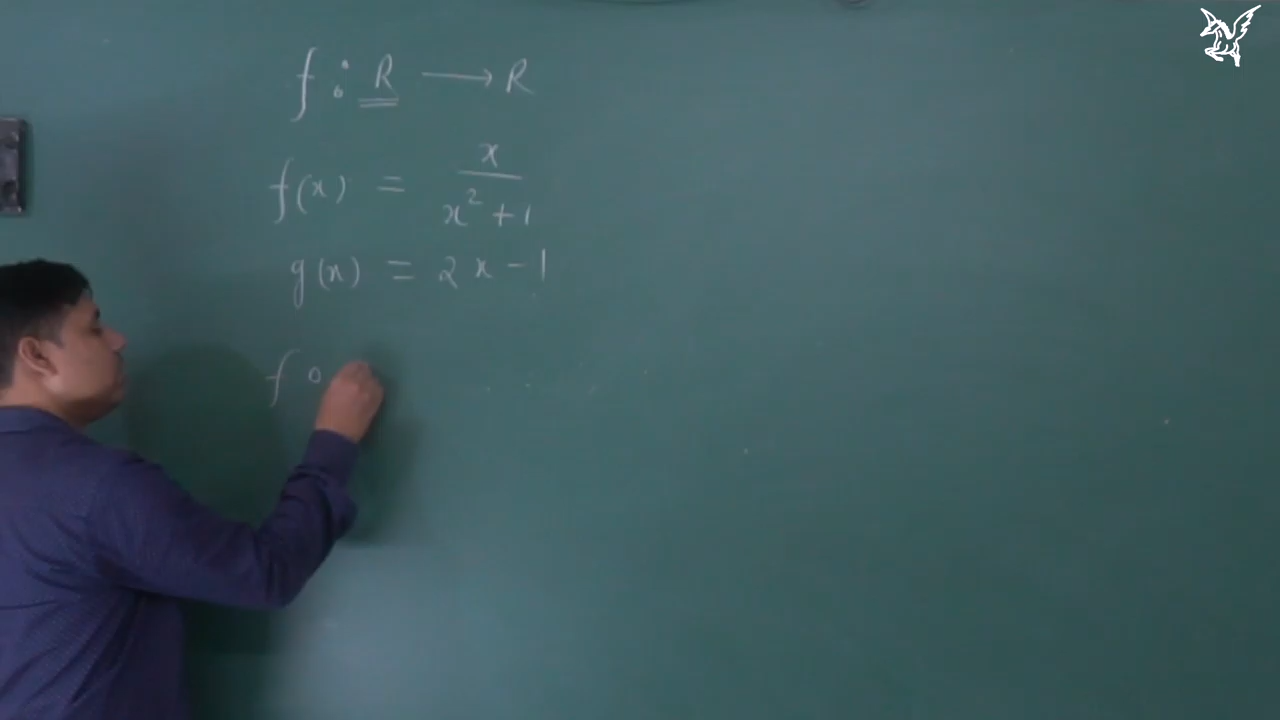 f : R → R
f(x) = x / (x² + 1)
g(x) = 2x - 1
f o